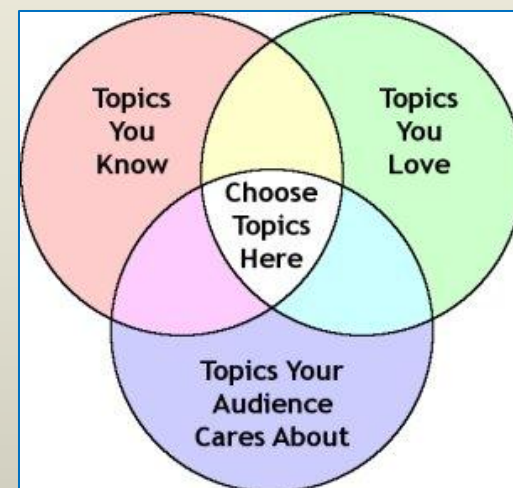 Topics
You
Know
Topics
You
Love
Choose
Topics
Here
Topics Your
Audience
Cares About